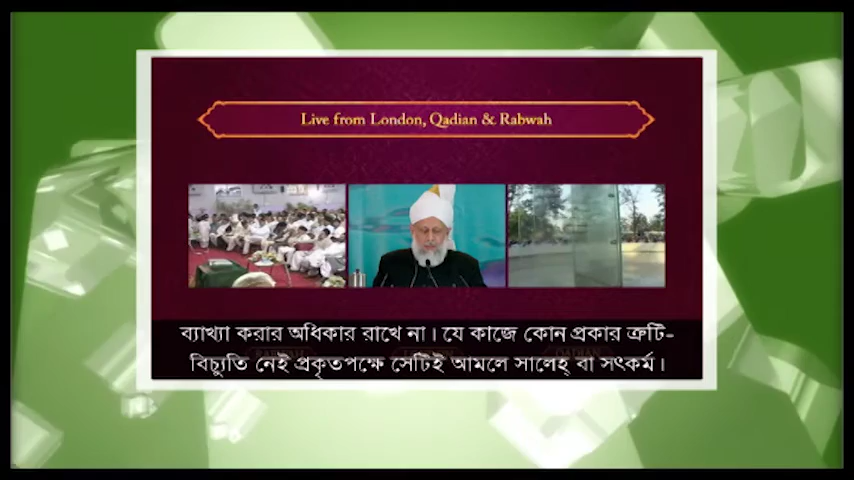 Live from London, Qadian & Rabwah
ব্যাখ্যা করার অধিকার রাখে না। যে কাজে কোন প্রকার ত্রুটি-
বিচ্যুতি নেই প্রকৃতপক্ষে সেটিই আমলে সালেহ্ বা সৎকর্ম।